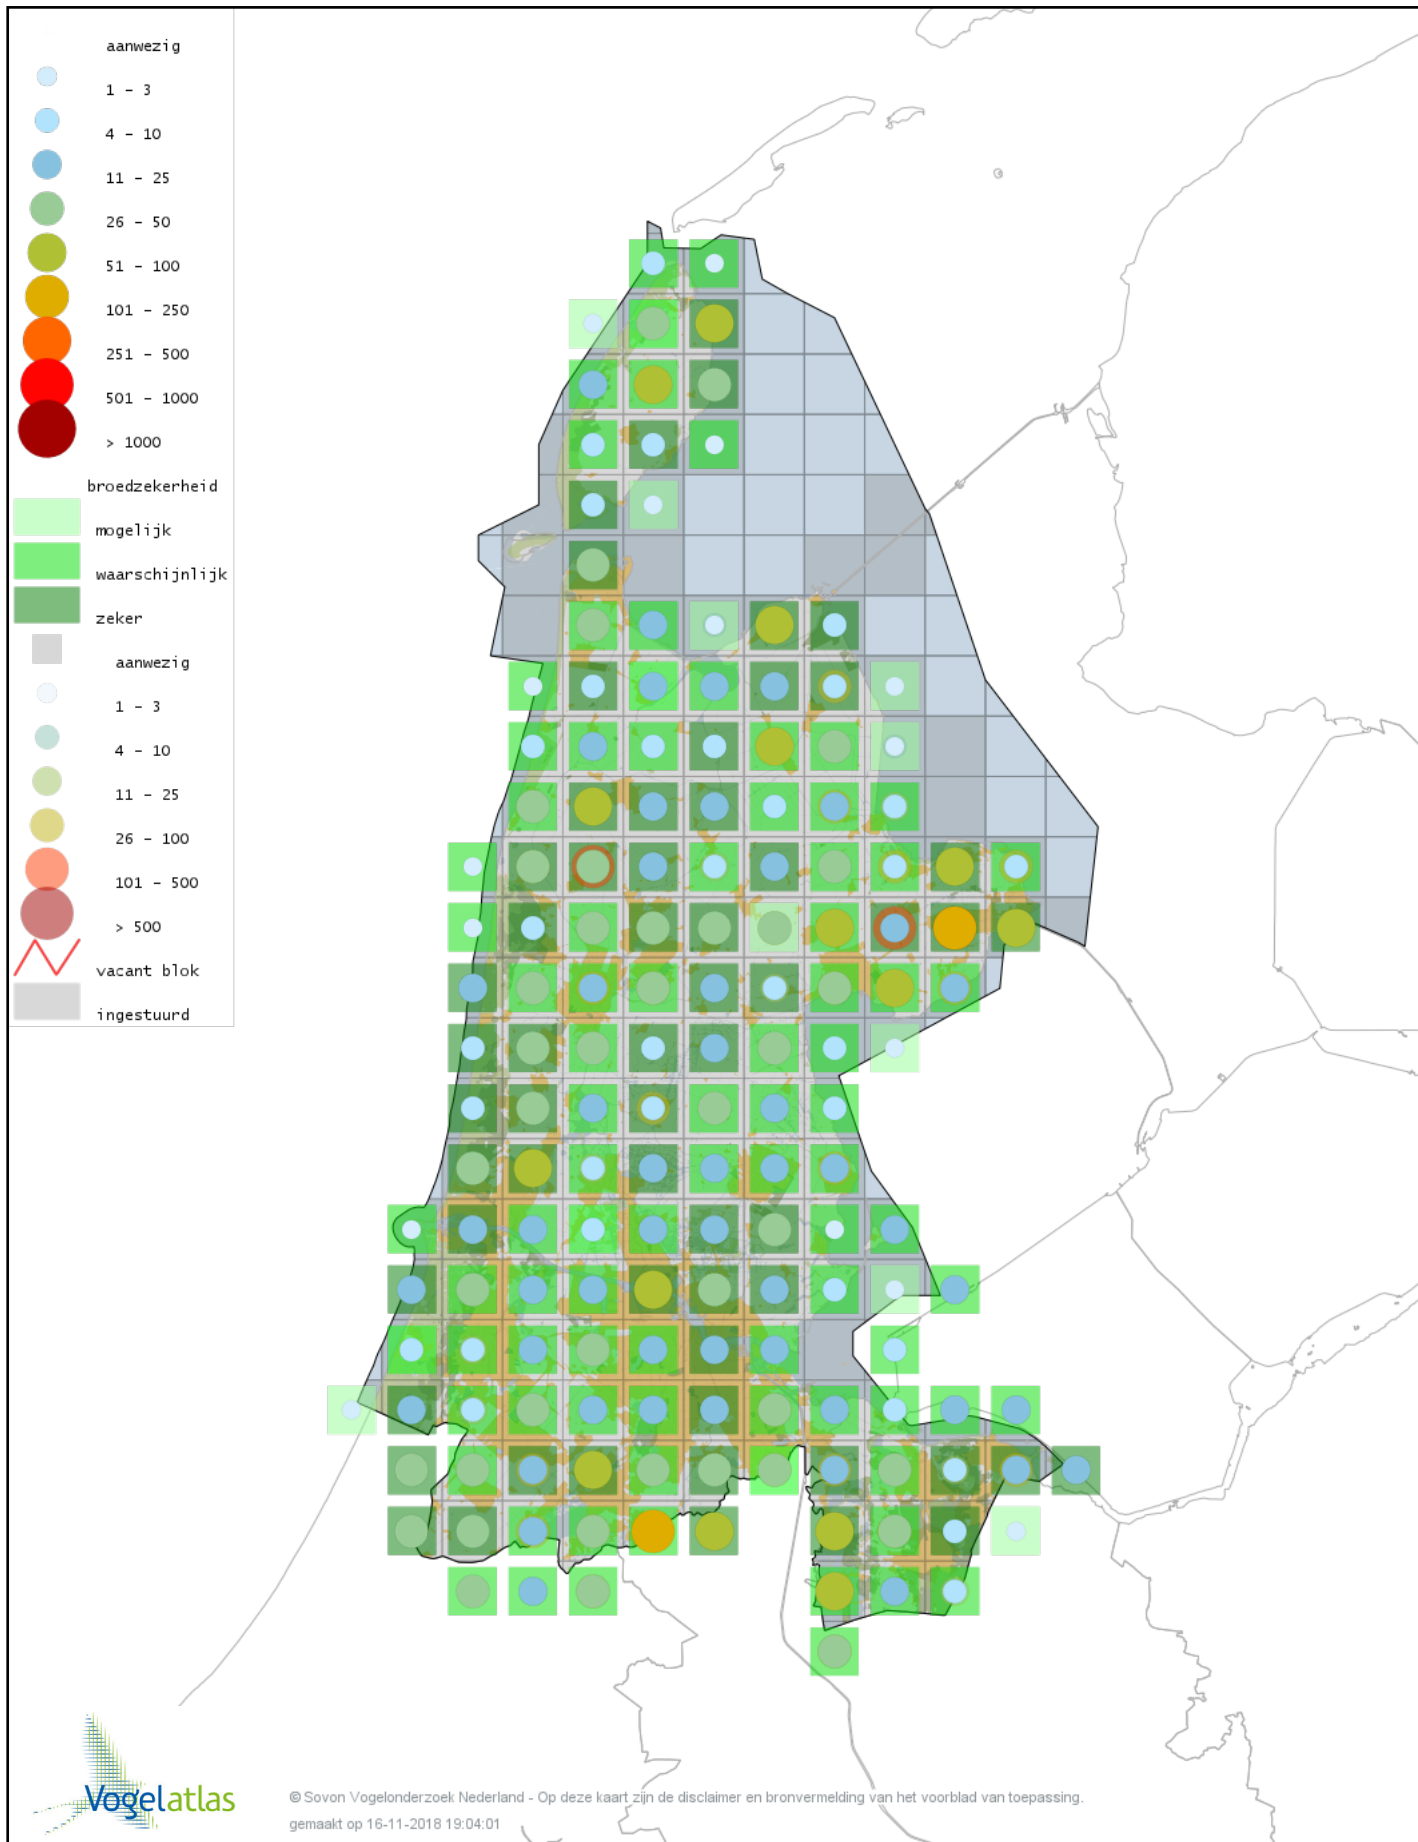 aanwezig
1 - 3
4 - 10
11 - 25
26 - 50
51 - 100
101 - 250
251 - 500
501 - 1000
> 1000
broedzekerheid
mogelijk
waarschijnlijk
zeker
aanwezig
1 - 3
4 - 10
11 - 25
26 - 100
101 - 500
> 500
vacant blok
ingestuurd
Vogelatlas
© Sovon Vogelonderzoek Nederland - Op deze kaart zijn de disclaimer en bronvermelding van het voorblad van toepassing.
gemaakt op 16-11-2018 19:04:01